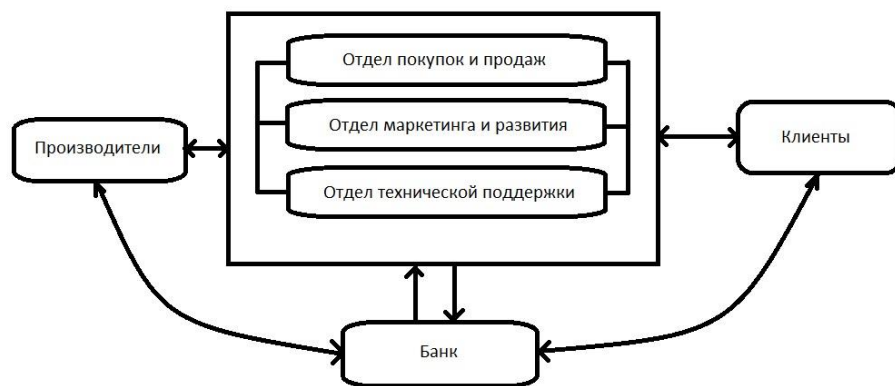 Отдел покупок и продаж
Отдел маркетинга и развития
Отдел технической поддержки
Производители
Клиенты
Банк